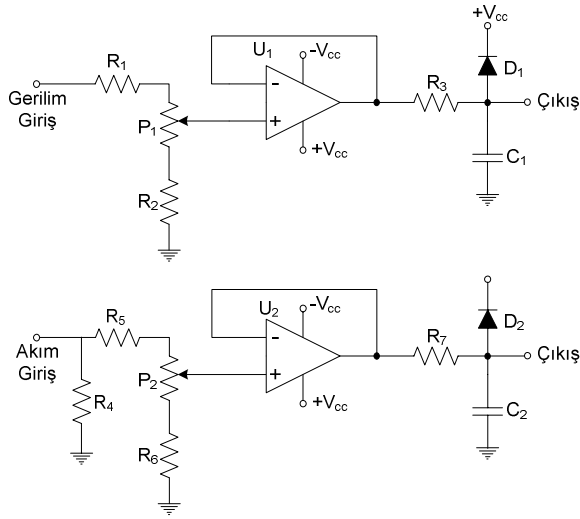 +Vcc
U1
-Vcc
D1
R1
Gerilim
Giriş
P1
-
+
R3
Çıkış
+Vcc
C1
R2
U2
-Vcc
D2
R5
Akım
Giriş
P2
-
+
R7
Çıkış
R4
+Vcc
C2
R6